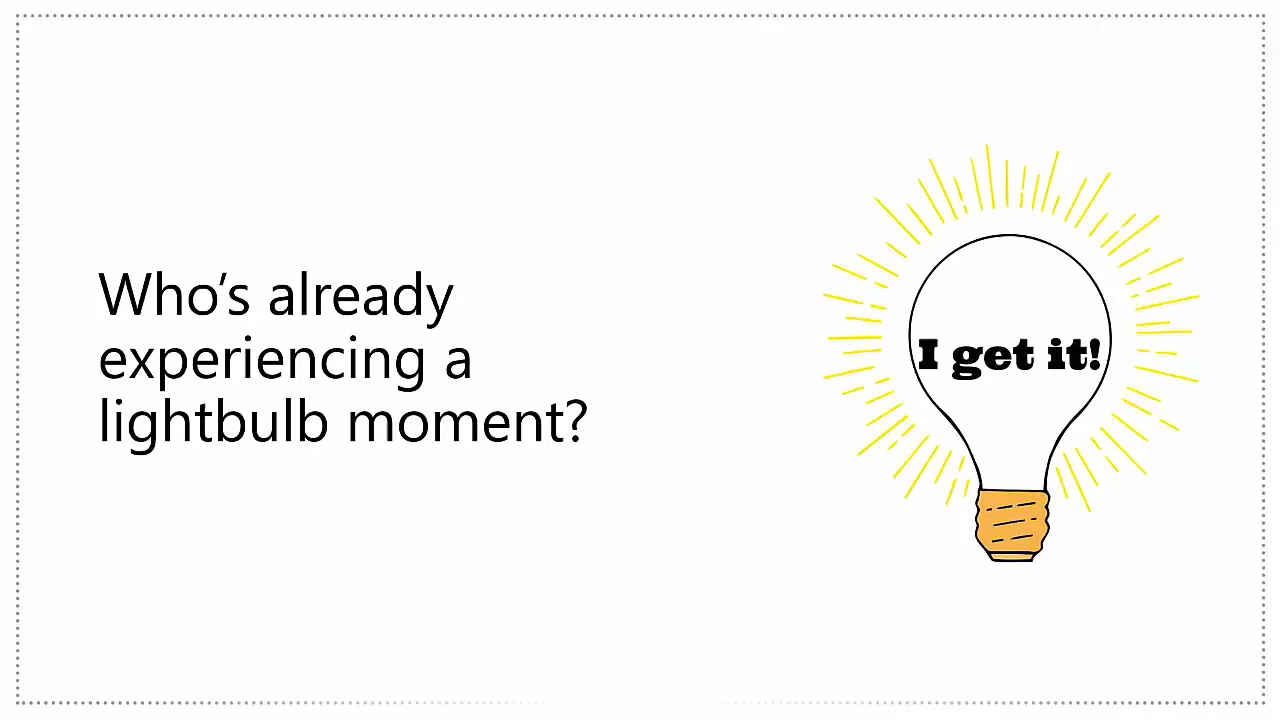 Who’s already
experiencing a
lightbulb moment?
I get it!